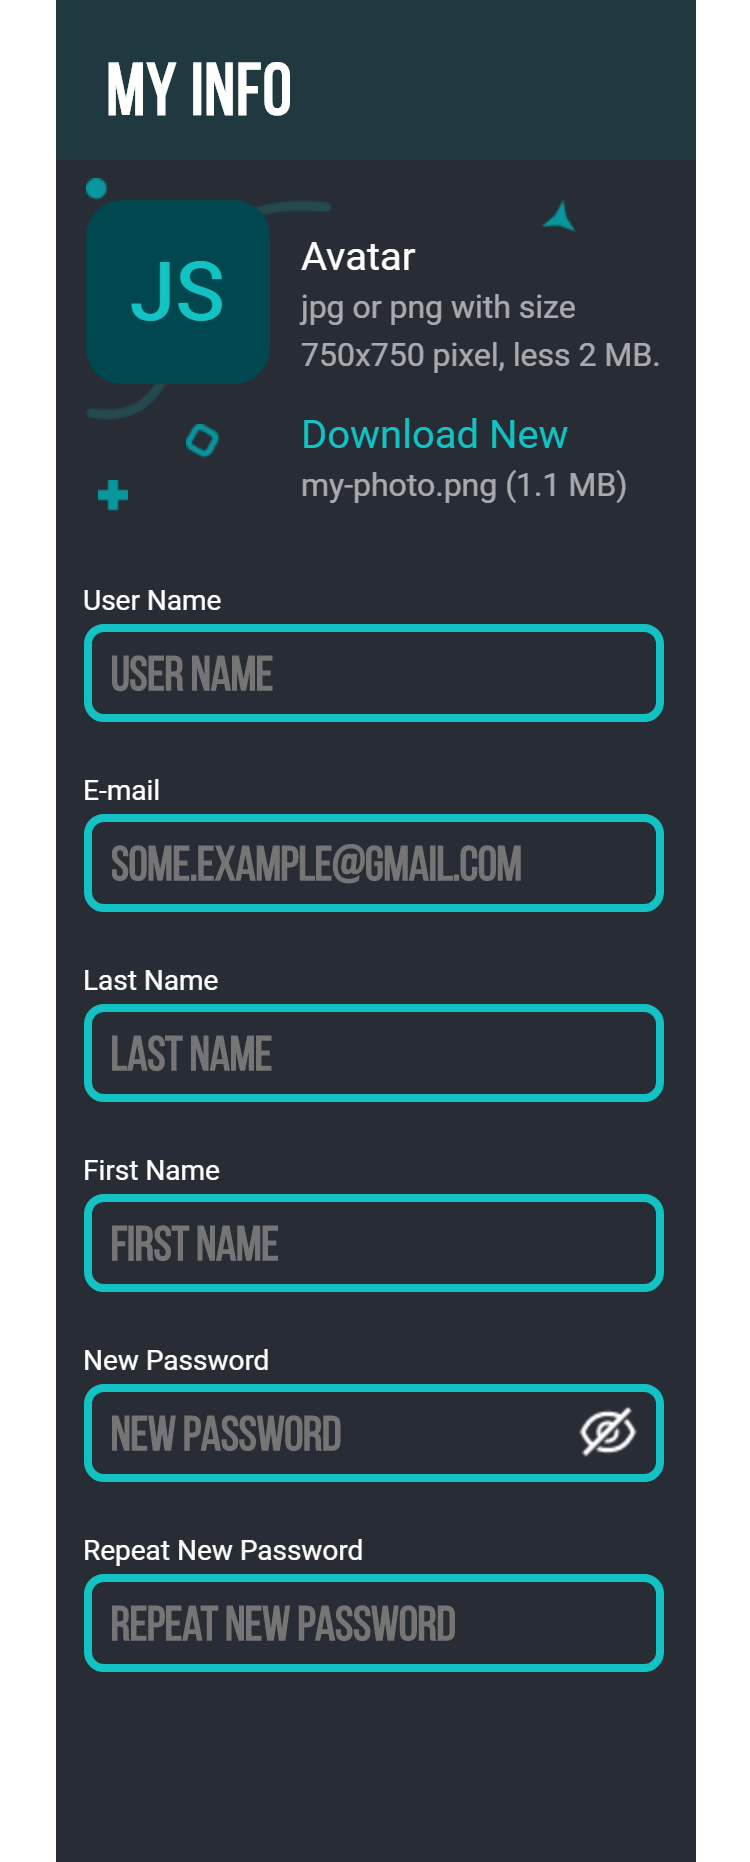 MY INFO
JS
Avatar
jpg or png with size
750x750 pixel, less 2 MB.
Download New
my-photo.png (1.1 MB)
User Name
USER NAME
E-mail
SOME.EXAMPLE@GMAIL.COM
Last Name
LAST NAME
First Name
FIRST NAME
New Password
NEW PASSWORD
Repeat New Password
REPEAT NEW PASSWORD